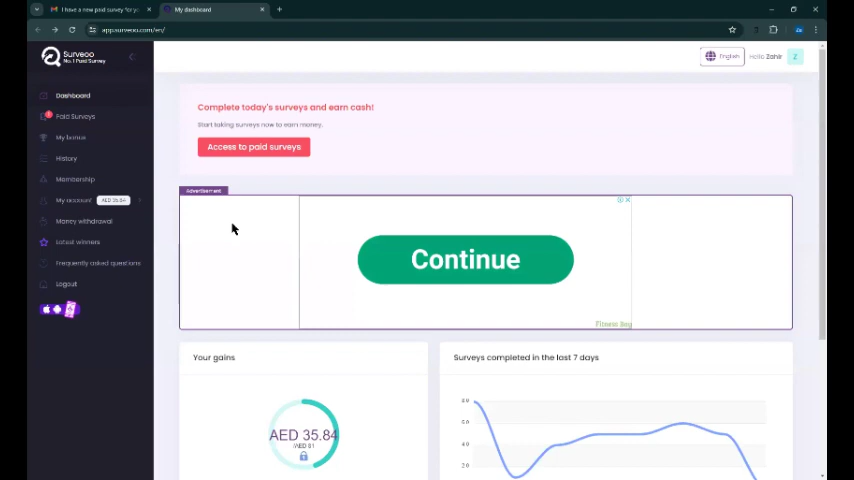 I have a new paid survey for yo
My dashboard
app.surveoo.com/en/
Surveoo
No.1 Paid Survey
English
Hello Zahir
Z
Dashboard
Paid Surveys
My bonus
History
Membership
My account
AED 35.84
Money withdrawal
Latest winners
Frequently asked questions
Logout
Complete today's surveys and earn cash!
Start taking surveys now to earn money.
Access to paid surveys
Advertisement
Continue
Fitness Bag
Your gains
AED 35.84
/AED 81
Surveys completed in the last 7 days
8.0
6.0
4.0
2.0